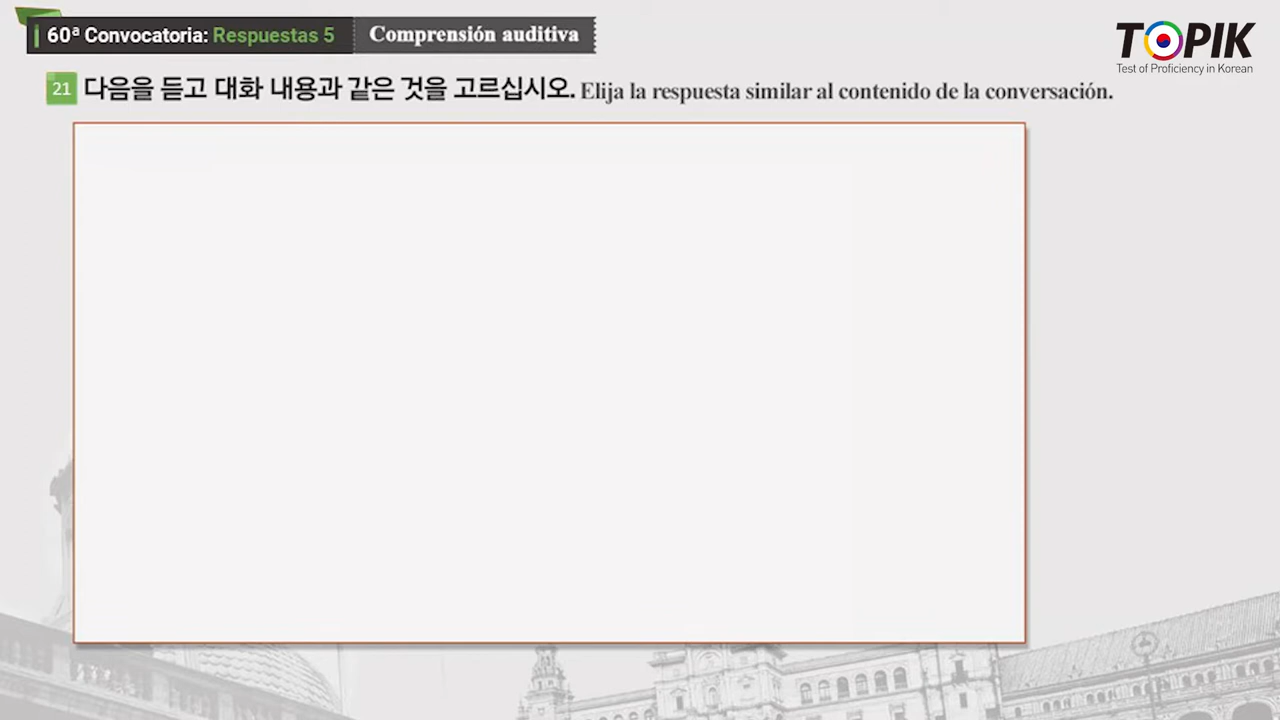 60ª Convocatoria: Respuestas 5 Comprensión auditiva
TOPIK
Test of Proficiency in Korean
21 다음을 듣고 대화 내용과 같은 것을 고르십시오. Elija la respuesta similar al contenido de la conversación.